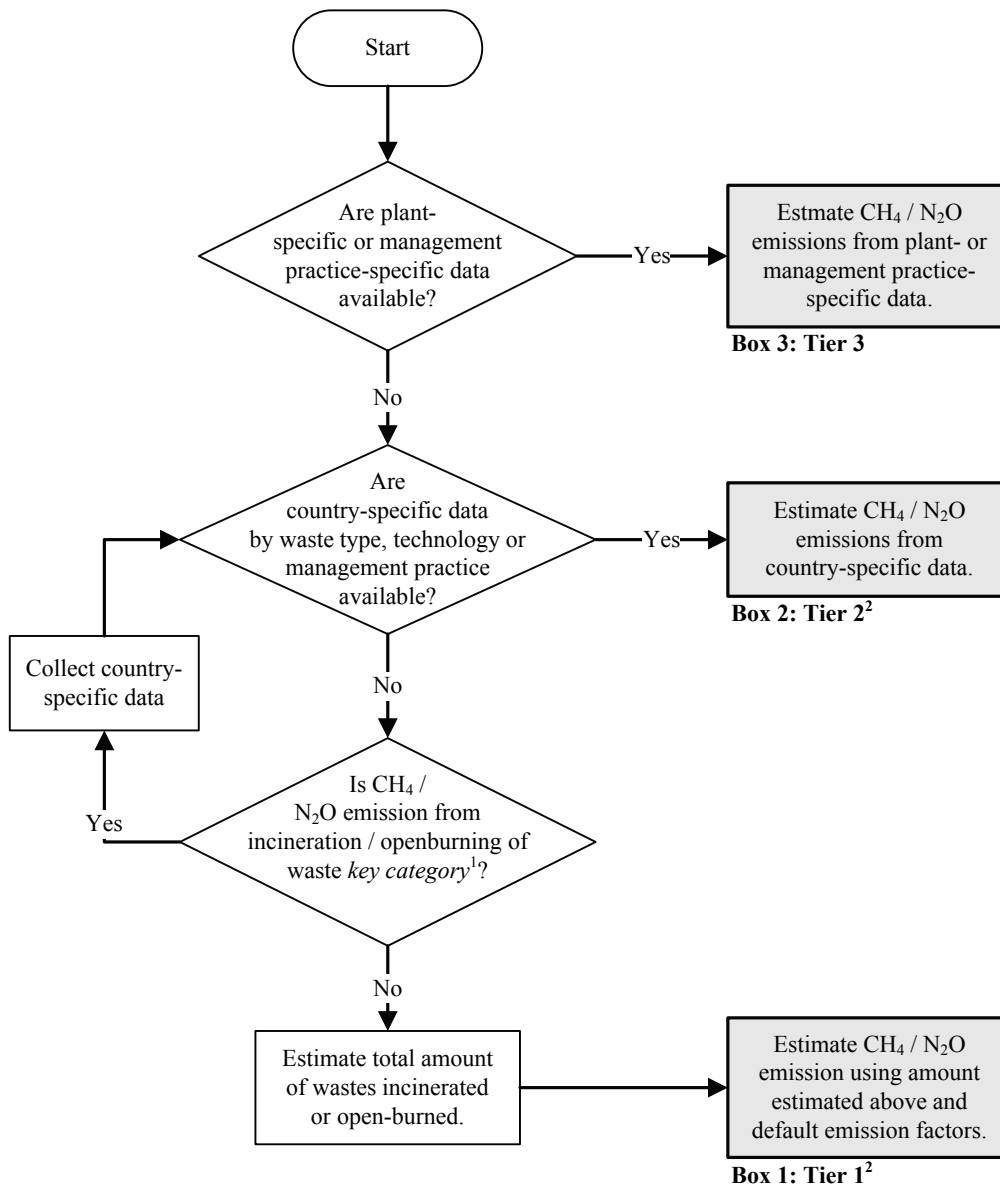 Start
Are plant-
specific or management
practice-specific data
available?
Yes
Estmate CH₄ / N₂O
emissions from plant- or
management practice-
specific data.
Box 3: Tier 3
No
Are
country-specific data
by waste type, technology or
management practice
available?
Yes
Estimate CH₄ / N₂O
emissions from
country-specific data.
Box 2: Tier 2²
Collect country-
specific data
No
Is CH₄ /
N₂O emission from
incineration / openburning of
waste key category¹?
Yes
No
Estimate total amount
of wastes incinerated
or open-burned.
Estimate CH₄ / N₂O
emission using amount
estimated above and
default emission factors.
Box 1: Tier 1²